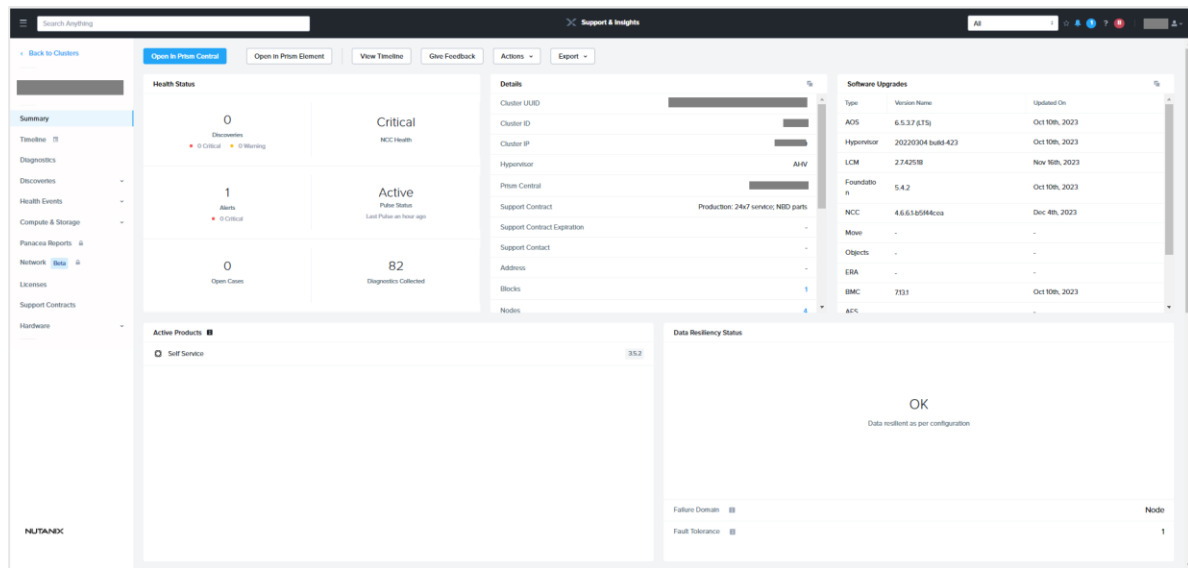 Search Anything
Support & Insights
All
Back to Clusters
Summary
Timeline
Diagnostics
Discoveries
Health Events
Compute & Storage
Panacea Reports
Network Beta
Licenses
Support Contracts
Hardware
NUTANIX
Open in Prism Central Open in Prism Element View Timeline Give Feedback Actions Export
Health Status
0
Discoveries
0 Critical 0 Warning
Critical
NCC Health
1
Alerts
0 Critical
Active
Pulse Status
Last Pulse an hour ago
0
Open Cases
82
Diagnostics Collected
Details
Cluster UUID
Cluster ID
Cluster IP
Hypervisor AHV
Prism Central
Support Contract Production: 24x7 service; NBD parts
Support Contract Expiration -
Support Contact -
Address -
Blocks 1
Nodes 4
Software Upgrades
Type Version Name Updated On
AOS 6.5.3.7 (LTS) Oct 10th, 2023
Hypervisor 20220304 build-423 Oct 10th, 2023
LCM 2.7.42518 Nov 16th, 2023
Foundatio
n 5.4.2 Oct 10th, 2023
NCC 4.6.6.1-b5f44cea Dec 4th, 2023
Move - -
Objects - -
ERA - -
BMC 7.13.1 Oct 10th, 2023
AFS - -
Active Products
Self Service 3.5.2
Data Resiliency Status
OK
Data resilient as per configuration
Failure Domain Node
Fault Tolerance 1